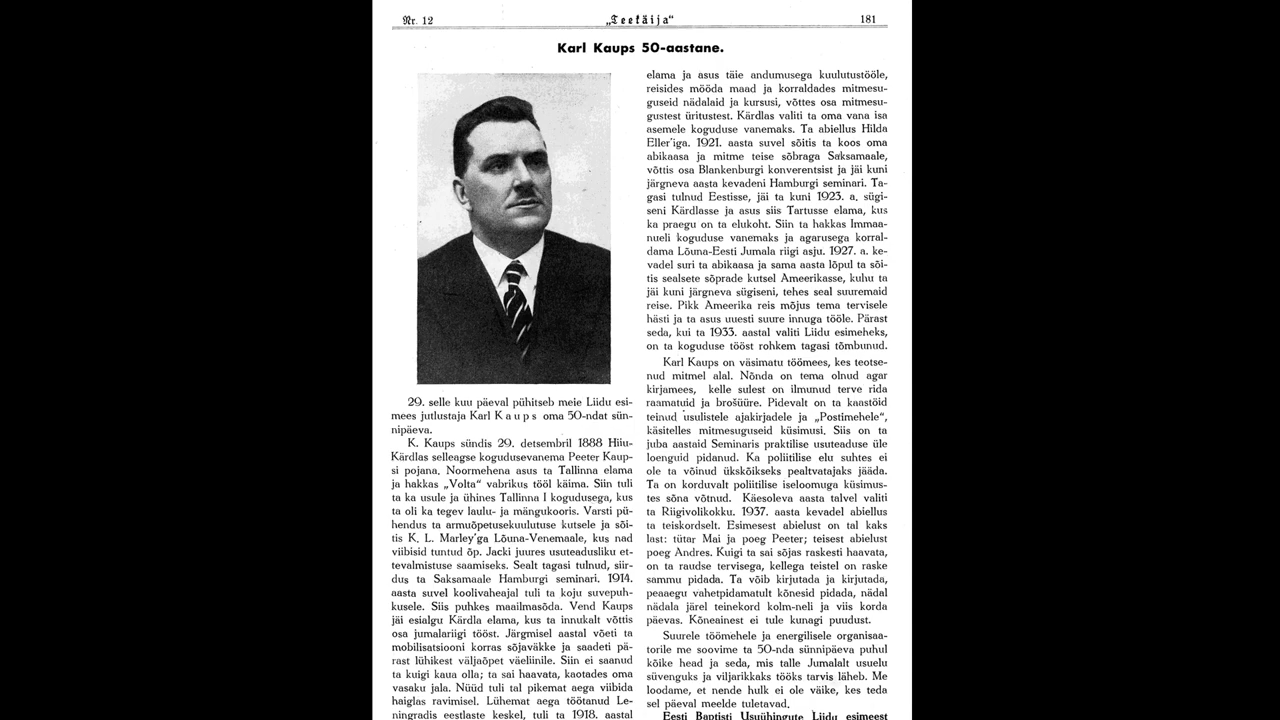 Nr. 12
„Teekäija“
181
Karl Kaups 50-aastane.
29. selle kuu päeval pühitseb meie Liidu esi-
mees jutlustaja Karl Kaups oma 50-ndat sün-
nipäeva.
K. Kaups sündis 29. detsembril 1888 Hiiu-
Kärdlas selleagse kogudusevanema Peeter Kaup-
si pojana. Noormehena asus ta Tallinna elama
ja hakkas „Volta“ vabrikus tööl käima. Siin tuli
ta ka usule ja ühines Tallinna I kogudusega, kus
ta oli ka tegev laulu- ja mängukooris. Varsti pü-
hendus ta armuõpetusekuulutuse kutsele ja sõi-
tis K. L. Marley'ga Lõuna-Venemaale, kus nad
viibisid tuntud õp. Jacki juures usuteadusliku et-
tevalmistuse saamiseks. Sealt tagasi tulnud, siir-
dus ta Saksamaale Hamburgi seminari. 1914.
aasta suvel koolivaheajal tuli ta koju suvepuh-
kusele. Siis puhkes maailmasõda. Vend Kaups
jäi esialgu Kärdla elama, kus ta innukalt võttis
osa jumalariigi tööst. Järgmisel aastal võeti ta
mobilisatsiooni korras sõjaväkke ja saadeti pä-
rast lühikest väljaõpet väeliinile. Siin ei saanud
ta kuigi kaua olla; ta sai haavata, kaotades oma
vasaku jala. Nüüd tuli tal pikemat aega viibida
haiglas ravimisel. Lühemat aega töötanud Le-
ningradis eestlaste keskel, tuli ta 1918. aastal
elama ja asus täie andumusega kuulutustööle,
reisides mööda maad ja korraldades mitmesu-
guseid nädalaid ja kursusi, võttes osa mitmesu-
gustest üritustest. Kärdlas valiti ta oma vana isa
asemele koguduse vanemaks. Ta abiellus Hilda
Eller'iga. 1921. aasta suvel sõitis ta koos oma
abikaasa ja mitme teise sõbraga Saksamaale,
võttis osa Blankenburgi konverentsist ja jäi kuni
järgneva aasta kevadeni Hamburgi seminari. Ta-
gasi tulnud Eestisse, jäi ta kuni 1923. a. sügi-
seni Kärdlasse ja asus siis Tartusse elama, kus
ka praegu on ta elukoht. Siin ta hakkas Immaa-
nueli koguduse vanemaks ja agarusega korral-
dama Lõuna-Eesti Jumala riigi asju. 1927. a. ke-
vadel suri ta abikaasa ja sama aasta lõpul ta sõi-
tis sealsete sõprade kutsel Ameerikasse, kuhu ta
jäi kuni järgneva sügiseni, tehes seal suuremaid
reise. Pikk Ameerika reis mõjus tema tervisele
hästi ja ta asus uuesti suure innuga tööle. Pärast
seda, kui ta 1933. aastal valiti Liidu esimeheks,
on ta koguduse tööst rohkem tagasi tõmbunud.
Karl Kaups on väsimatu töömees, kes teotse-
nud mitmel alal. Nõnda on tema olnud agar
kirjamees, kelle sulest on ilmunud terve rida
raamatuid ja brošüüre. Pidevalt on ta kaastöid
teinud usulistele ajakirjadele ja „Postimehele“,
käsitelles mitmesuguseid küsimusi. Siis on ta
juba aastaid Seminaris praktilise usuteaduse üle
loenguid pidanud. Ka poliitilise elu suhtes ei
ole ta võinud ükskõikseks pealtvatajaks jääda.
Ta on korduvalt poliitilise iseloomuga küsimus-
tes sõna võtnud. Käesoleva aasta talvel valiti
ta Riigivolikokku. 1937. aasta kevadel abiellus
ta teiskordselt. Esimesest abielust on tal kaks
last: tütar Mai ja poeg Peeter; teisest abielust
poeg Andres. Kuigi ta sai sõjas raskesti haavata,
on ta raudse tervisega, kellega teistel on raske
sammu pidada. Ta võib kirjutada ja kirjutada,
peaaegu vahetpidamatult kõnesid pidada, nädal
nädala järel teinekord kolm-neli ja viis korda
päevas. Kõneainest ei tule kunagi puudust.
Suurele töömehele ja energilisele organisaa-
torile me soovime ta 50-nda sünnipäeva puhul
kõike head ja seda, mis talle Jumalalt usuelu
süvenguks ja viljarikkaks tööks tarvis läheb. Me
loodame, et nende hulk ei ole väike, kes teda
sel päeval meelde tuletavad.
Eesti Baptisti Usuühingute Liidu esimeest